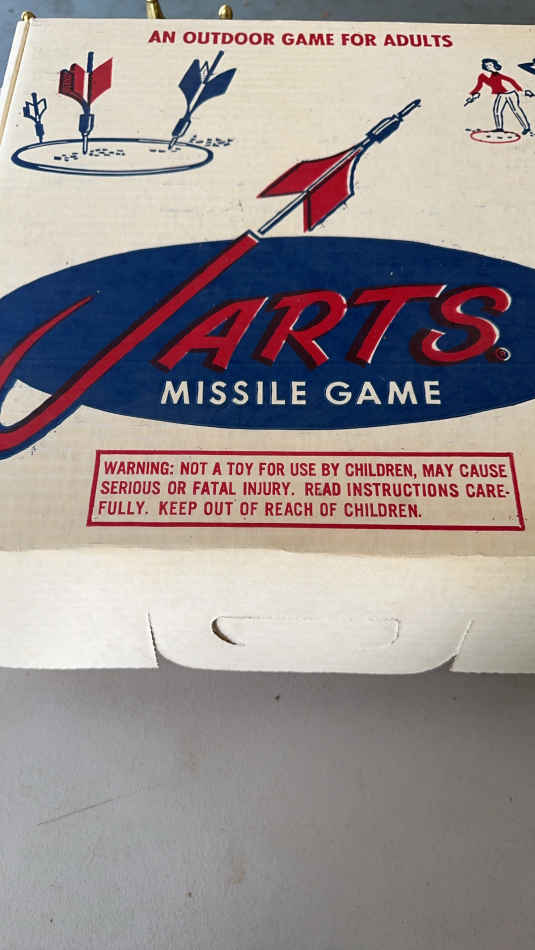 AN OUTDOOR GAME FOR ADULTS
JARTS®
MISSILE GAME
WARNING: NOT A TOY FOR USE BY CHILDREN, MAY CAUSE
SERIOUS OR FATAL INJURY. READ INSTRUCTIONS CARE-
FULLY. KEEP OUT OF REACH OF CHILDREN.